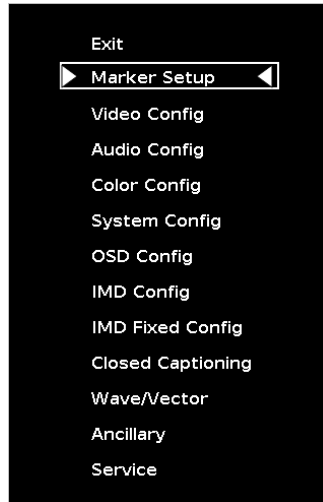 Exit
Marker Setup
Video Config
Audio Config
Color Config
System Config
OSD Config
IMD Config
IMD Fixed Config
Closed Captioning
Wave/Vector
Ancillary
Service